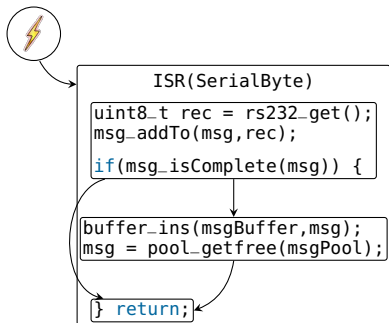 ISR(SerialByte)
uint8_t rec = rs232_get();
msg_addTo(msg,rec);
if(msg_isComplete(msg)) {
buffer_ins(msgBuffer,msg);
msg = pool_getfree(msgPool);
} return;